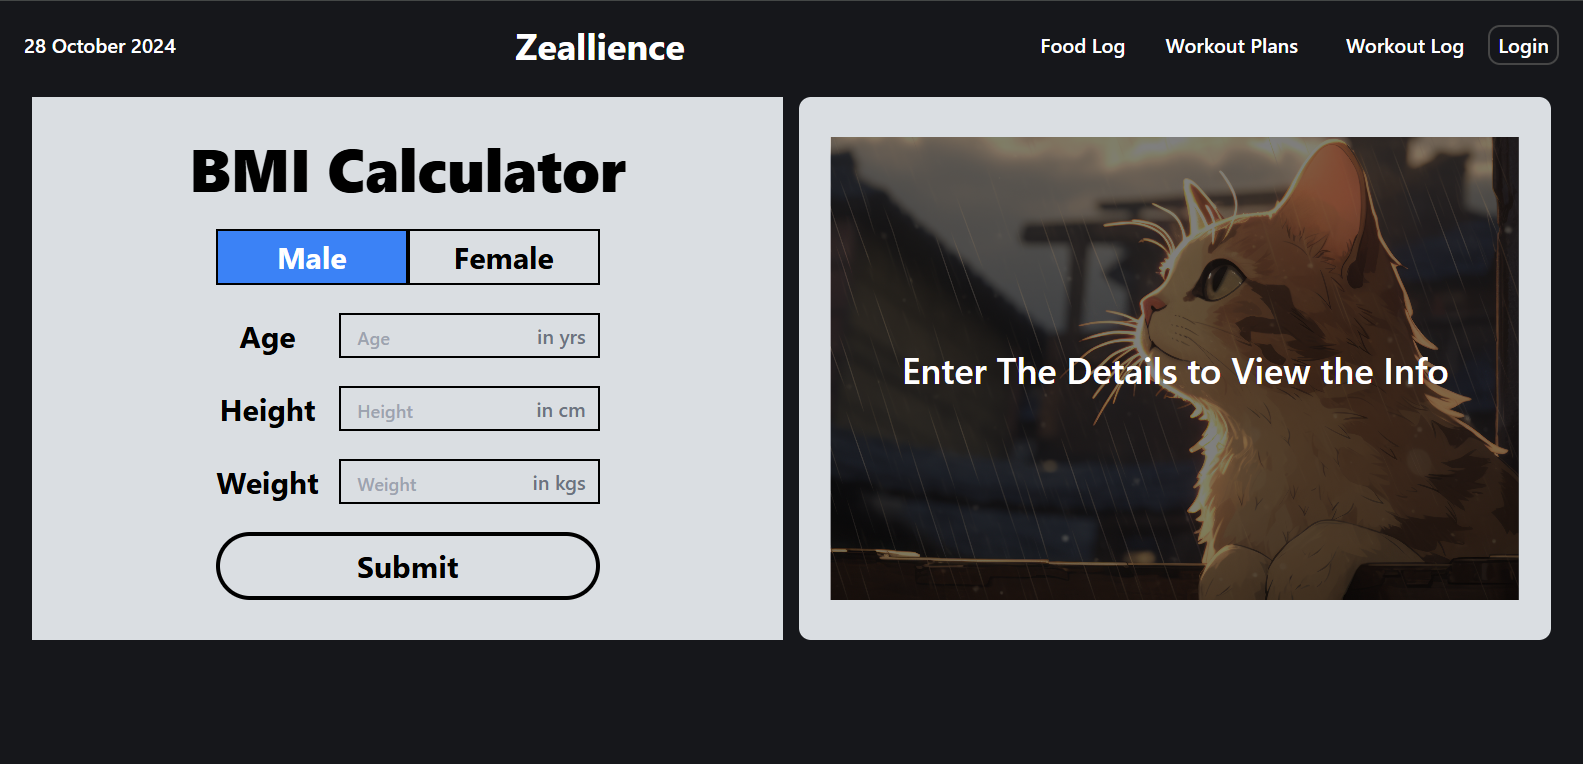 28 October 2024
Zeallience
Food Log
Workout Plans
Workout Log
Login
BMI Calculator
Male
Female
Age
Age
in yrs
Height
Height
in cm
Weight
Weight
in kgs
Submit
Enter The Details to View the Info